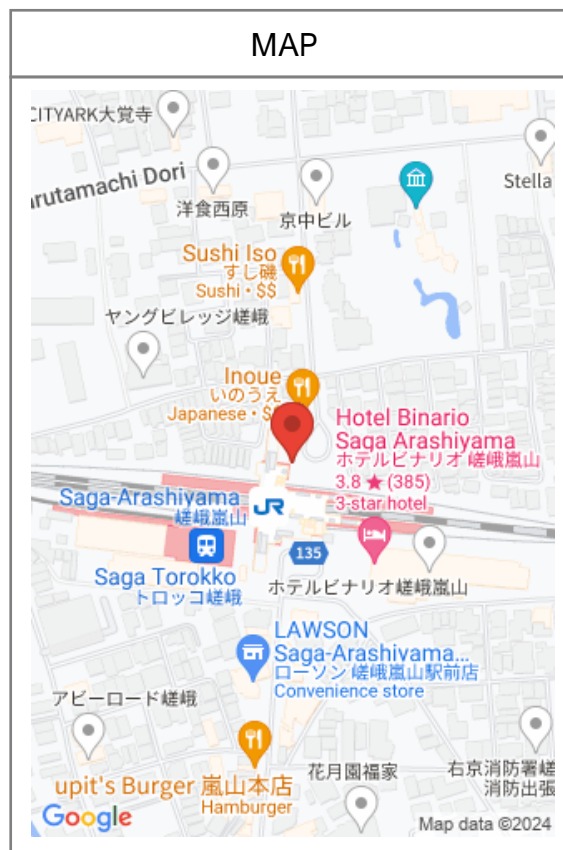 MAP
CITYARK大覚寺
arutamachi Dori
洋食西原
京中ビル
Stella
Sushi Iso
すし磯
Sushi・$$
ヤングビレッジ嵯峨
Inoue
いのうえ
Japanese・$
Hotel Binario
Saga Arashiyama
ホテルビナリオ 嵯峨嵐山
3.8 ★ (385)
3-star hotel
Saga-Arashiyama
嵯峨嵐山
JR
135
Saga Torokko
トロッコ嵯峨
ホテルビナリオ嵯峨嵐山
LAWSON
Saga-Arashiyama...
ローソン 嵯峨嵐山駅前店
Convenience store
アビーロード嵯峨
upit's Burger 嵐山本店
Hamburger
花月園福家
右京消防署嵯
消防出張
Google
Map data ©2024